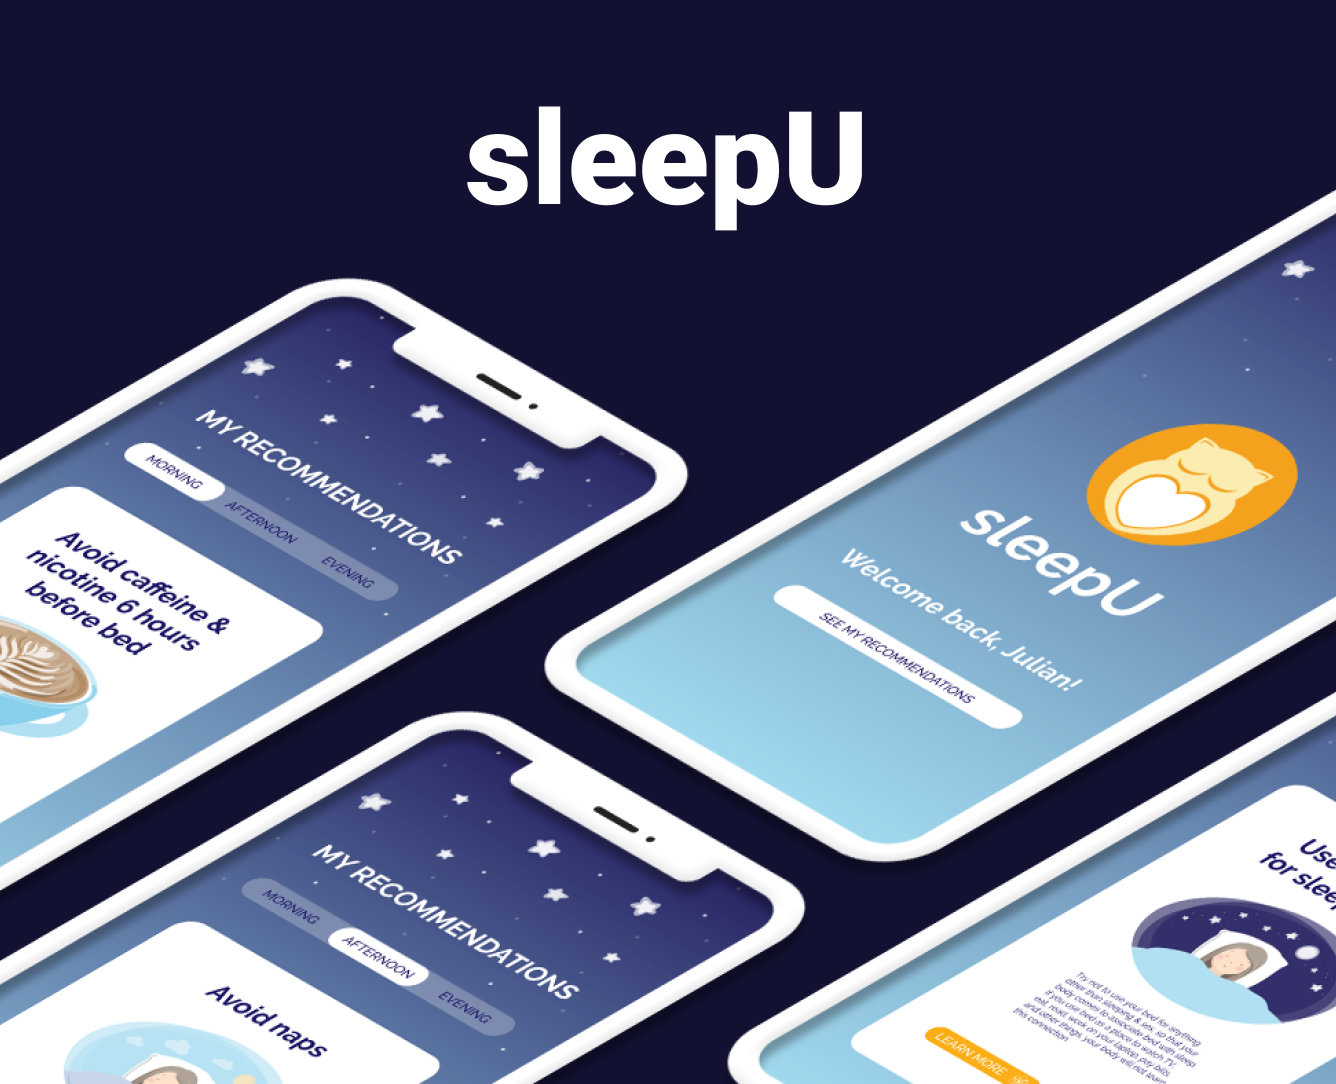 sleepU
MY RECOMMENDATIONS
MORNING
AFTERNOON
EVENING
Avoid caffeine &
nicotine 6 hours
before bed
sleepU
Welcome back, Julian!
SEE MY RECOMMENDATIONS
MY RECOMMENDATIONS
MORNING
AFTERNOON
EVENING
Avoid naps
Use
for sleep
Try not to use your bed for anything
other than sleeping & sex, so that your
body comes to associate bed with sleep
if you use bed as a place to watch TV,
eat, read, work on your laptop, pay bills,
and other things, your body will not learn
this connection.
LEARN MORE